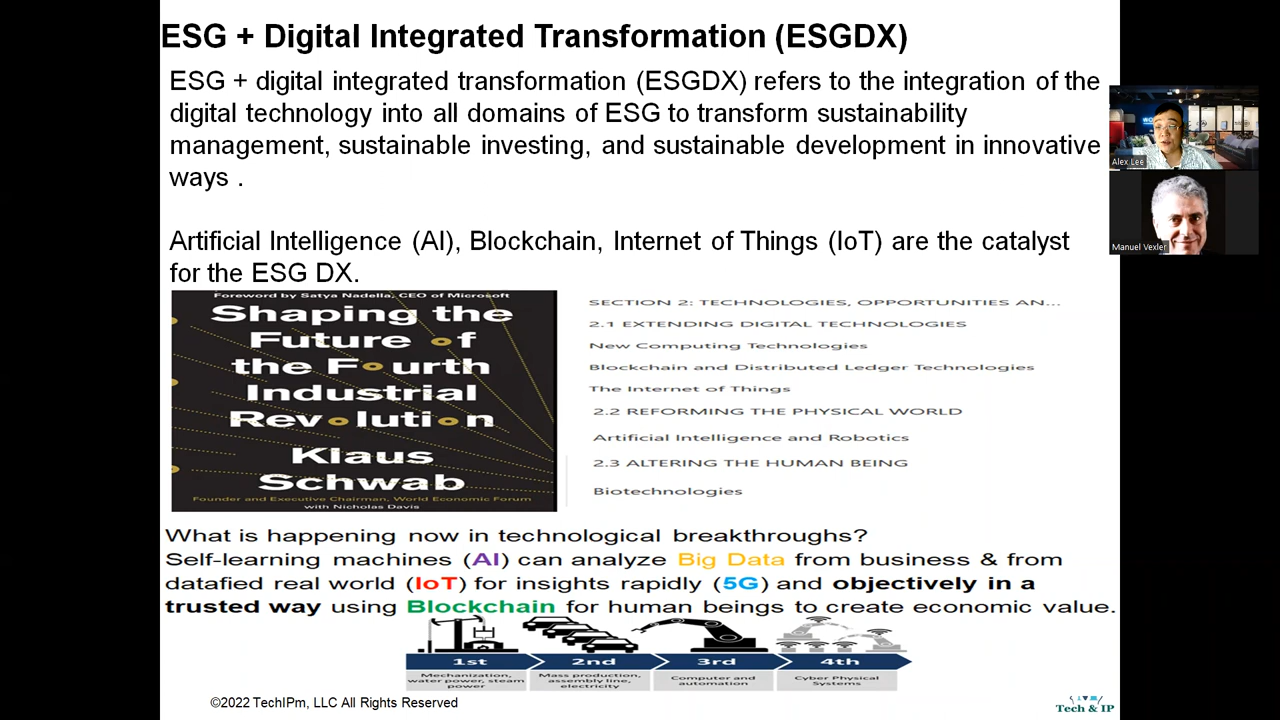 ESG + Digital Integrated Transformation (ESGDX)
ESG + digital integrated transformation (ESGDX) refers to the integration of the
digital technology into all domains of ESG to transform sustainability
management, sustainable investing, and sustainable development in innovative
ways .
Artificial Intelligence (AI), Blockchain, Internet of Things (IoT) are the catalyst
for the ESG DX.
Foreword by Satya Nadella, CEO of Microsoft
Shaping the
Future of
the Fourth
Industrial
Revolution
Klaus
Schwab
Founder and Executive Chairman, World Economic Forum
with Nicholas Davis
SECTION 2: TECHNOLOGIES, OPPORTUNITIES AN...
2.1 EXTENDING DIGITAL TECHNOLOGIES
New Computing Technologies
Blockchain and Distributed Ledger Technologies
The Internet of Things
2.2 REFORMING THE PHYSICAL WORLD
Artificial Intelligence and Robotics
2.3 ALTERING THE HUMAN BEING
Biotechnologies
What is happening now in technological breakthroughs?
Self-learning machines (AI) can analyze Big Data from business & from
datafied real world (IoT) for insights rapidly (5G) and objectively in a
trusted way using Blockchain for human beings to create economic value.
1st
Mechanization,
water power, steam
power
2nd
Mass production,
assembly line,
electricity
3rd
Computer and
automation
4th
Cyber Physical
Systems
©2022 TechIPm, LLC All Rights Reserved
Tech & IP
Alex Lee
Manuel Vexler